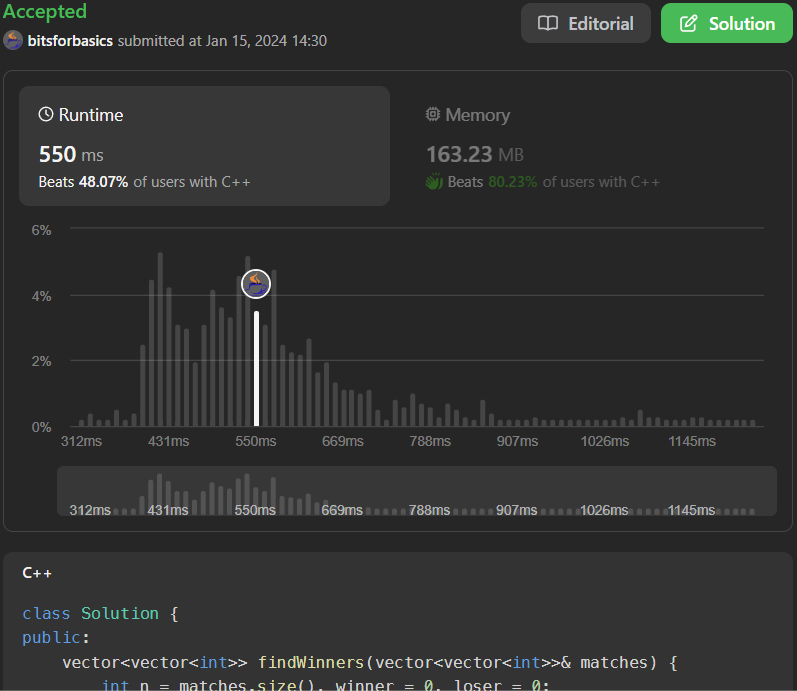 Accepted
Editorial
Solution
bitsforbasics submitted at Jan 15, 2024 14:30
Runtime
550 ms
Beats 48.07% of users with C++
Memory
163.23 MB
Beats 80.23% of users with C++
6%
4%
2%
0%
312ms 431ms 550ms 669ms 788ms 907ms 1026ms 1145ms
312ms 431ms 550ms 669ms 788ms 907ms 1026ms 1145ms
C++
class Solution {
public:
vector<vector<int>> findWinners(vector<vector<int>>& matches) {
int n = matches.size(), winner = 0, loser = 0;